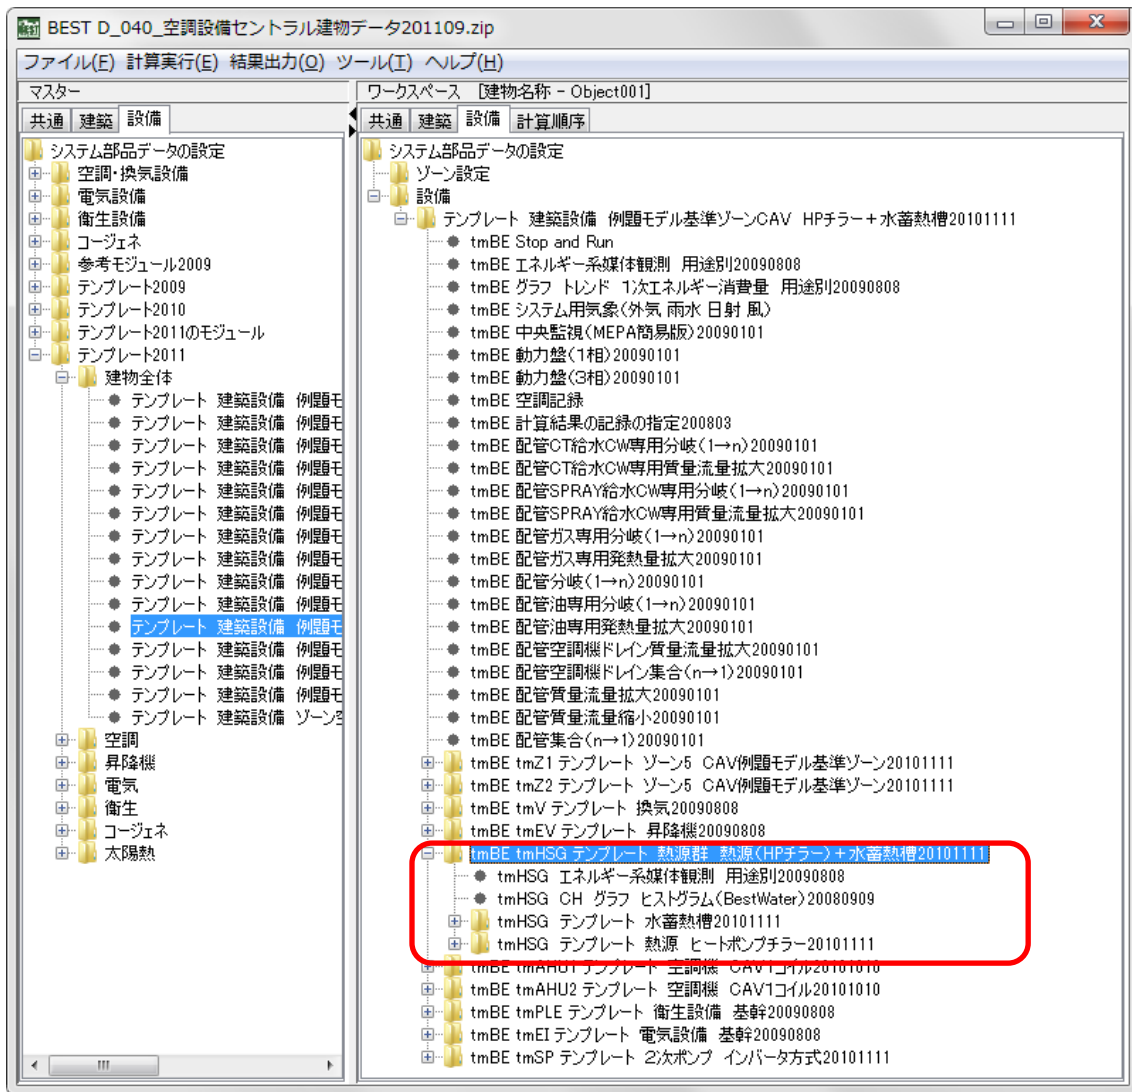 BEST D_040_空調設備セントラル建物データ201109.zip
ファイル(F) 計算実行(E) 結果出力(O) ツール(T) ヘルプ(H)
マスター
共通 建築 設備
システム部品データの設定
空調・換気設備
電気設備
衛生設備
コージェネ
参考モジュール2009
テンプレート2009
テンプレート2010
テンプレート2011のモジュール
テンプレート2011
建物全体
テンプレート 建築設備 例題モ
テンプレート 建築設備 例題モ
テンプレート 建築設備 例題モ
テンプレート 建築設備 例題モ
テンプレート 建築設備 例題モ
テンプレート 建築設備 例題モ
テンプレート 建築設備 例題モ
テンプレート 建築設備 例題モ
テンプレート 建築設備 例題モ
テンプレート 建築設備 例題モ
テンプレート 建築設備 例題モ
テンプレート 建築設備 例題モ
テンプレート 建築設備 例題モ
テンプレート 建築設備 例題モ
テンプレート 建築設備 ゾーン空
空調
昇降機
電気
衛生
コージェネ
太陽熱
ワークスペース [建物名称 - Object001]
共通 建築 設備 計算順序
システム部品データの設定
ゾーン設定
設備
テンプレート 建築設備 例題モデル基準ゾーンCAV HPチラー+水蓄熱槽20101111
tmBE Stop and Run
tmBE エネルギー系媒体観測 用途別20090808
tmBE グラフ トレンド 1次エネルギー消費量 用途別20090808
tmBE システム用気象(外気 雨水 日射 風)
tmBE 中央監視(MEPA簡易版)20090101
tmBE 動力盤(1相)20090101
tmBE 動力盤(3相)20090101
tmBE 空調記録
tmBE 計算結果の記録の指定200803
tmBE 配管CT給水CW専用分岐(1→n)20090101
tmBE 配管CT給水CW専用質量流量拡大20090101
tmBE 配管SPRAY給水CW専用分岐(1→n)20090101
tmBE 配管SPRAY給水CW専用質量流量拡大20090101
tmBE 配管ガス専用分岐(1→n)20090101
tmBE 配管ガス専用発熱量拡大20090101
tmBE 配管分岐(1→n)20090101
tmBE 配管油専用分岐(1→n)20090101
tmBE 配管油専用発熱量拡大20090101
tmBE 配管空調機ドレイン質量流量拡大20090101
tmBE 配管空調機ドレイン集合(n→1)20090101
tmBE 配管質量流量拡大20090101
tmBE 配管質量流量縮小20090101
tmBE 配管集合(n→1)20090101
tmBE tmZ1 テンプレート ゾーン5 CAV例題モデル基準ゾーン20101111
tmBE tmZ2 テンプレート ゾーン5 CAV例題モデル基準ゾーン20101111
tmBE tmV テンプレート 換気20090808
tmBE tmEV テンプレート 昇降機20090808
tmBE tmHSG テンプレート 熱源群 熱源(HPチラー)+水蓄熱槽20101111
tmHSG エネルギー系媒体観測 用途別20090808
tmHSG CH グラフ ヒストグラム(BestWater)20080909
tmHSG テンプレート 水蓄熱槽20101111
tmHSG テンプレート 熱源 ヒートポンプチラー20101111
tmBE tmAHU1 テンプレート 空調機 CAV1コイル20101010
tmBE tmAHU2 テンプレート 空調機 CAV1コイル20101010
tmBE tmPLE テンプレート 衛生設備 基幹20090808
tmBE tmEI テンプレート 電気設備 基幹20090808
tmBE tmSP テンプレート 2次ポンプ インバータ方式20101111